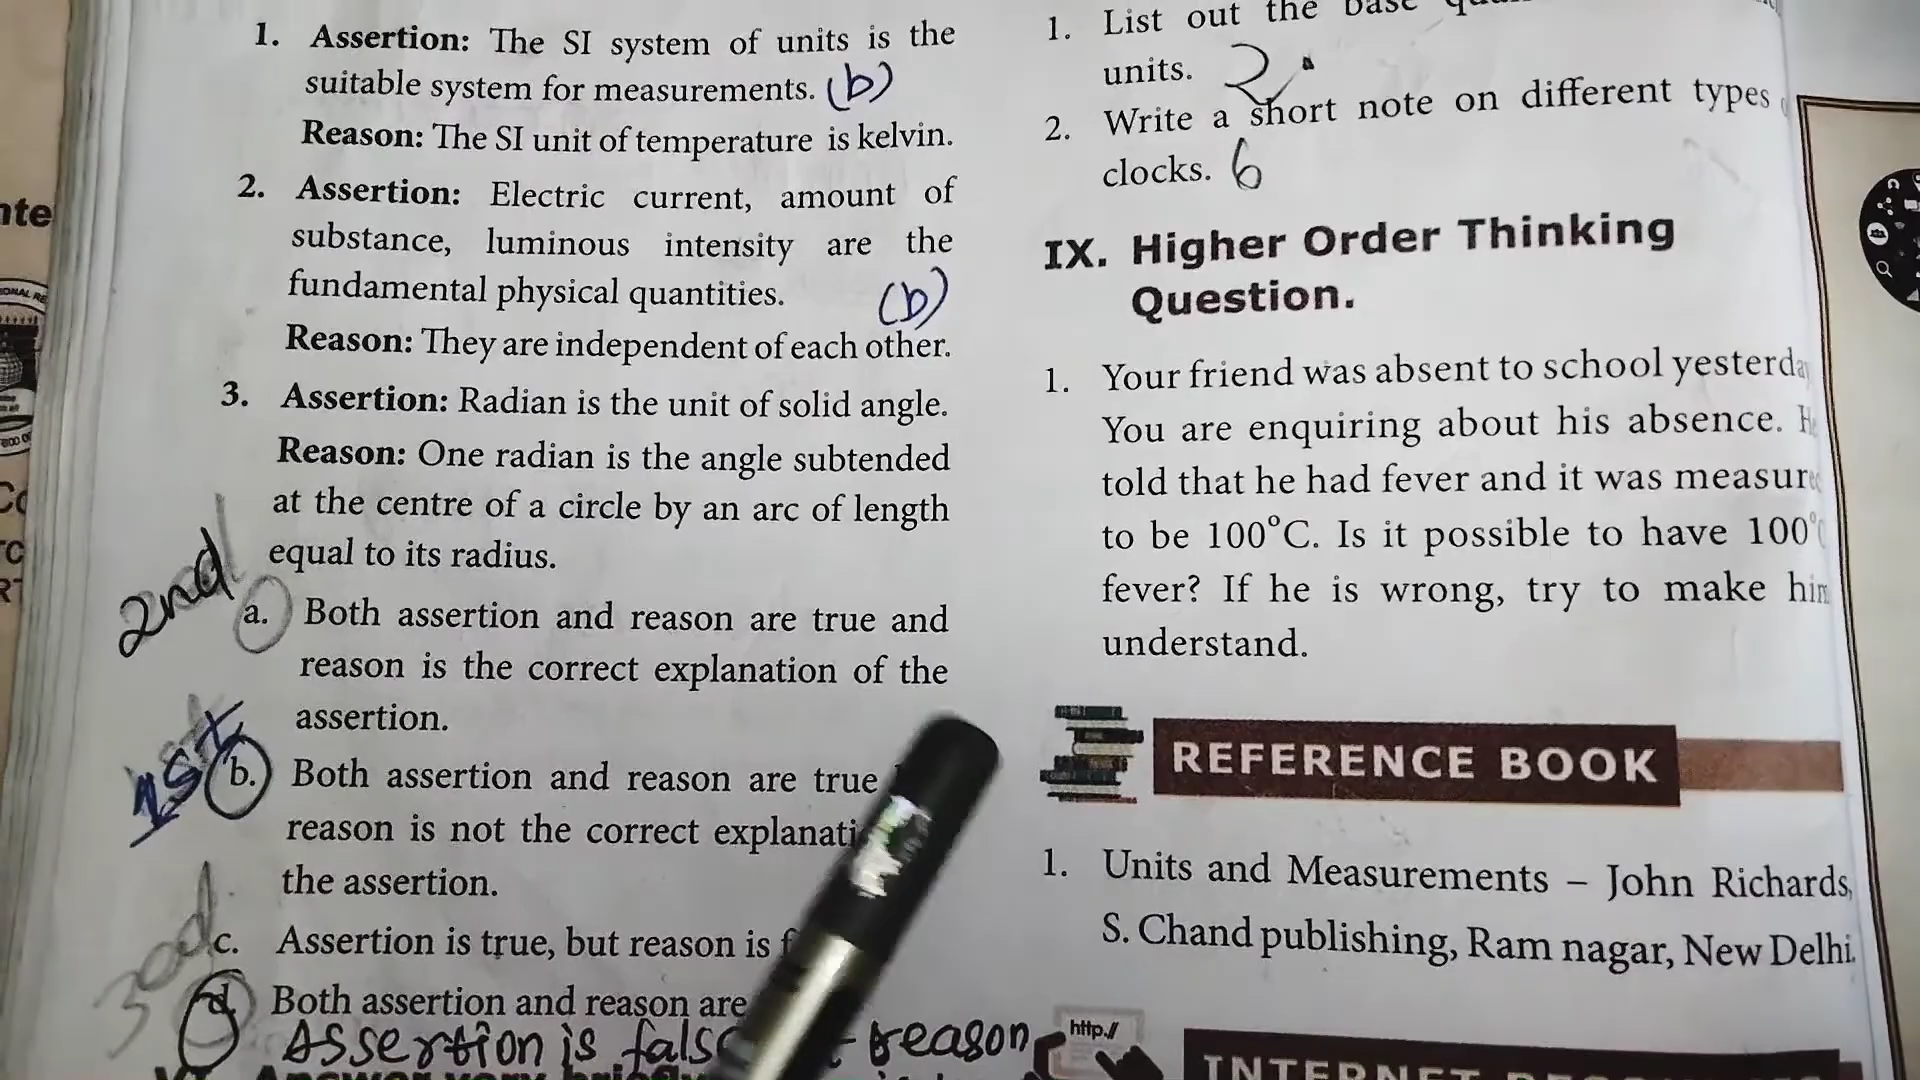 1. Assertion: The SI system of units is the
suitable system for measurements. (b)
Reason: The SI unit of temperature is kelvin.
2. Assertion: Electric current, amount of
substance, luminous intensity are the
fundamental physical quantities. (b)
Reason: They are independent of each other.
3. Assertion: Radian is the unit of solid angle.
Reason: One radian is the angle subtended
at the centre of a circle by an arc of length
equal to its radius.
2nd
a. Both assertion and reason are true and
reason is the correct explanation of the
assertion.
1st
b. Both assertion and reason are true
reason is not the correct explanati
the assertion.
3rd
c. Assertion is true, but reason is f
d. Both assertion and reason are
Assertion is fals reason
1. List out the base
units. 2
2. Write a short note on different types
clocks. 6
IX. Higher Order Thinking
Question.
1. Your friend was absent to school yesterda
You are enquiring about his absence. H
told that he had fever and it was measur
to be 100°C. Is it possible to have 100°
fever? If he is wrong, try to make him
understand.
REFERENCE BOOK
1. Units and Measurements – John Richards,
S. Chand publishing, Ram nagar, New Delhi.
http://
INTERNET